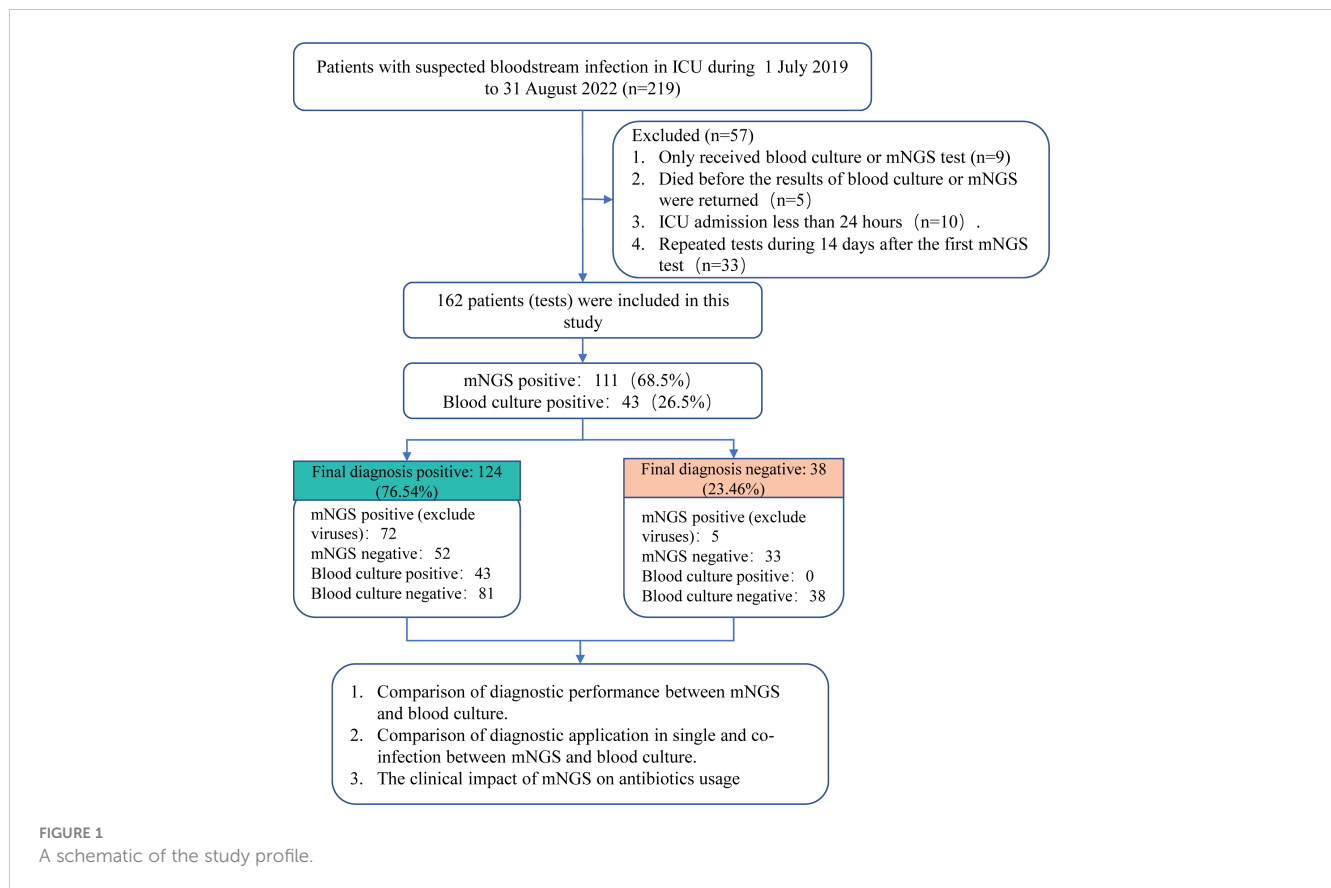 Patients with suspected bloodstream infection in ICU during 1 July 2019
to 31 August 2022 (n=219)
Excluded (n=57)
1. Only received blood culture or mNGS test (n=9)
2. Died before the results of blood culture or mNGS
were returned（n=5）
3. ICU admission less than 24 hours（n=10）.
4. Repeated tests during 14 days after the first mNGS
test（n=33）
162 patients (tests) were included in this
study
mNGS positive：111（68.5%）
Blood culture positive：43（26.5%）
Final diagnosis positive: 124
(76.54%)
mNGS positive (exclude
viruses)：72
mNGS negative：52
Blood culture positive：43
Blood culture negative：81
Final diagnosis negative: 38
(23.46%)
mNGS positive (exclude
viruses)：5
mNGS negative：33
Blood culture positive：0
Blood culture negative：38
1. Comparison of diagnostic performance between mNGS
and blood culture.
2. Comparison of diagnostic application in single and co-
infection between mNGS and blood culture.
3. The clinical impact of mNGS on antibiotics usage
FIGURE 1
A schematic of the study profile.